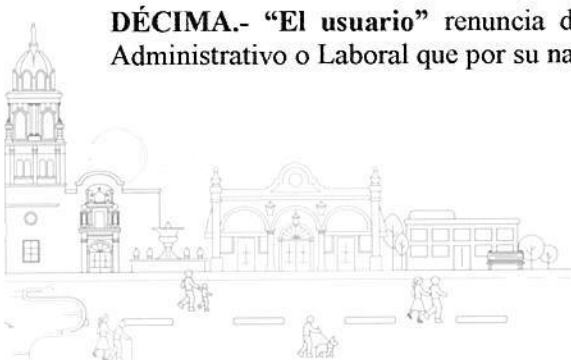 DÉCIMA.- “El usuario” renuncia d
Administrativo o Laboral que por su na